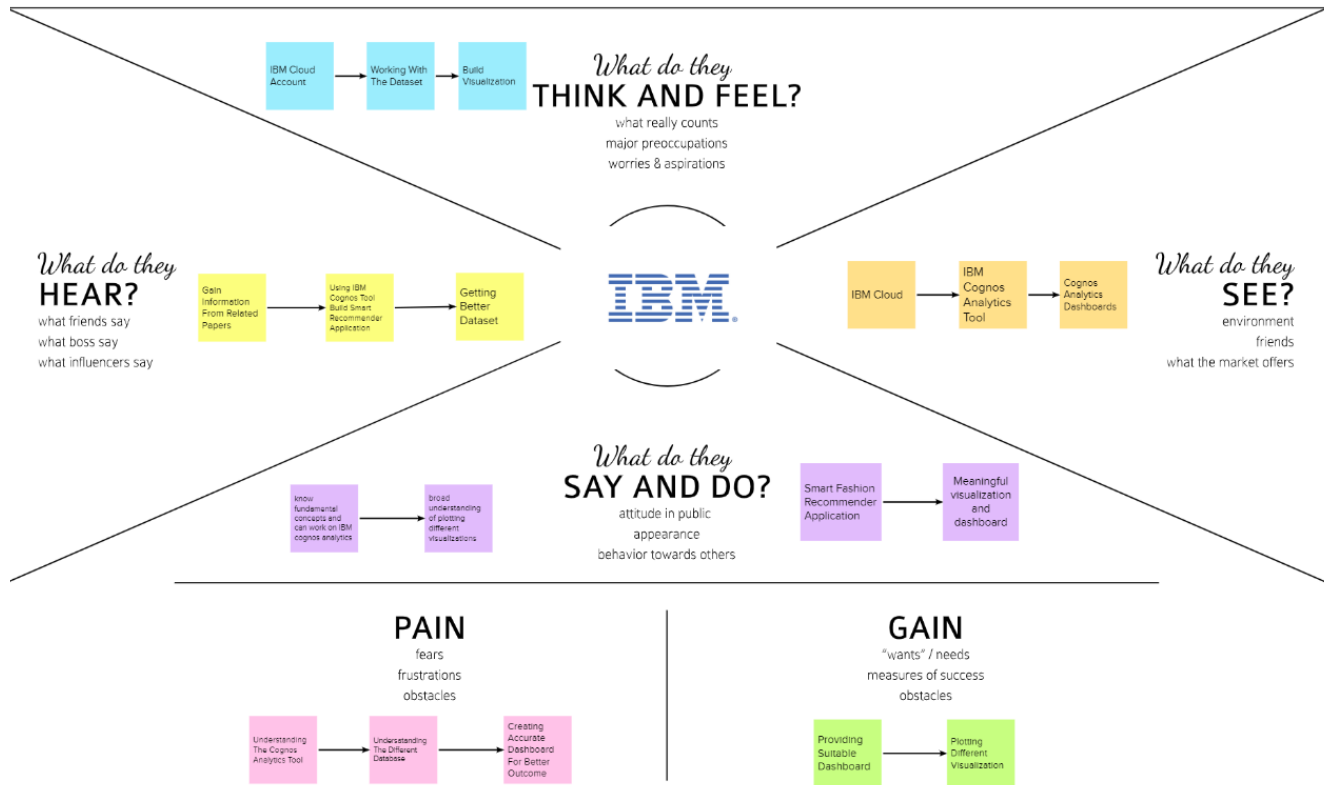 IBM Cloud
Account
Working With
The Dataset
Build
Visualization
What do they
THINK AND FEEL?
what really counts
major preoccupations
worries & aspirations
What do they
HEAR?
what friends say
what boss say
what influencers say
Gain
Information
From Related
Papers
Using IBM
Cognos Tool
Build Smart
Recommender
Application
Getting
Better
Dataset
IBM®
IBM Cloud
IBM
Cognos
Analytics
Tool
Cognos
Analytics
Dashboards
What do they
SEE?
environment
friends
what the market offers
What do they
SAY AND DO?
attitude in public
appearance
behavior towards others
know
fundamental
concepts and
can work on IBM
cognos analytics
broad
understanding
of plotting
different
visualizations
Smart Fashion
Recommender
Application
Meaningful
visualization
and
dashboard
PAIN
fears
frustrations
obstacles
Understanding
The Cognos
Analytics Tool
Undersatanding
The Different
Database
Creating
Accurate
Dashboard
For Better
Outcome
GAIN
"wants" / needs
measures of success
obstacles
Providing
Suitable
Dashboard
Plotting
Different
Visualization